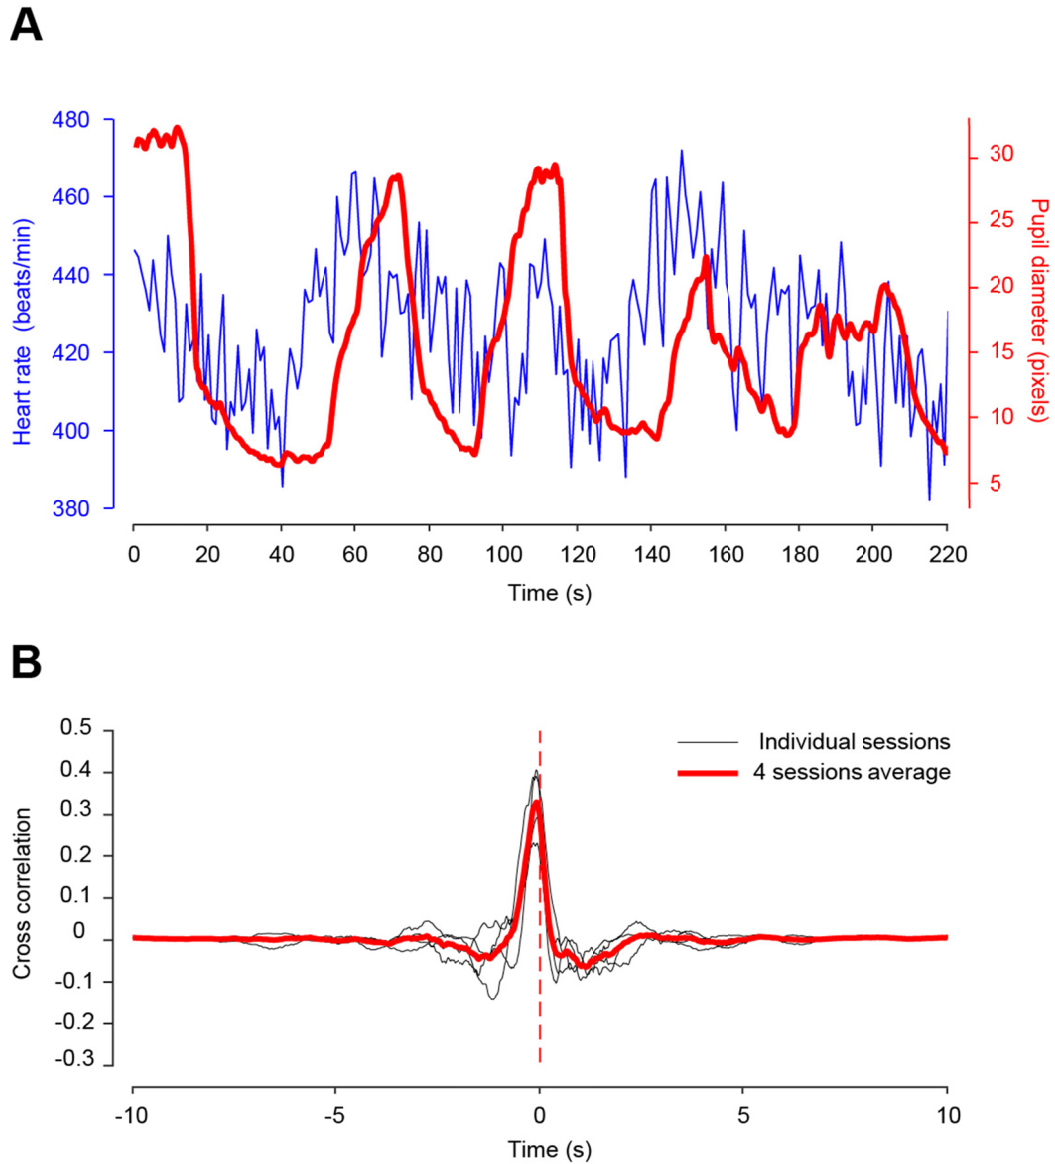 A
480
460
440
420
400
380
Heart rate (beats/min)
30
25
20
15
10
5
Pupil diameter (pixels)
0 20 40 60 80 100 120 140 160 180 200 220
Time (s)
B
0.5
0.4
0.3
0.2
0.1
0
-0.1
-0.2
-0.3
Cross correlation
Individual sessions
4 sessions average
-10 -5 0 5 10
Time (s)